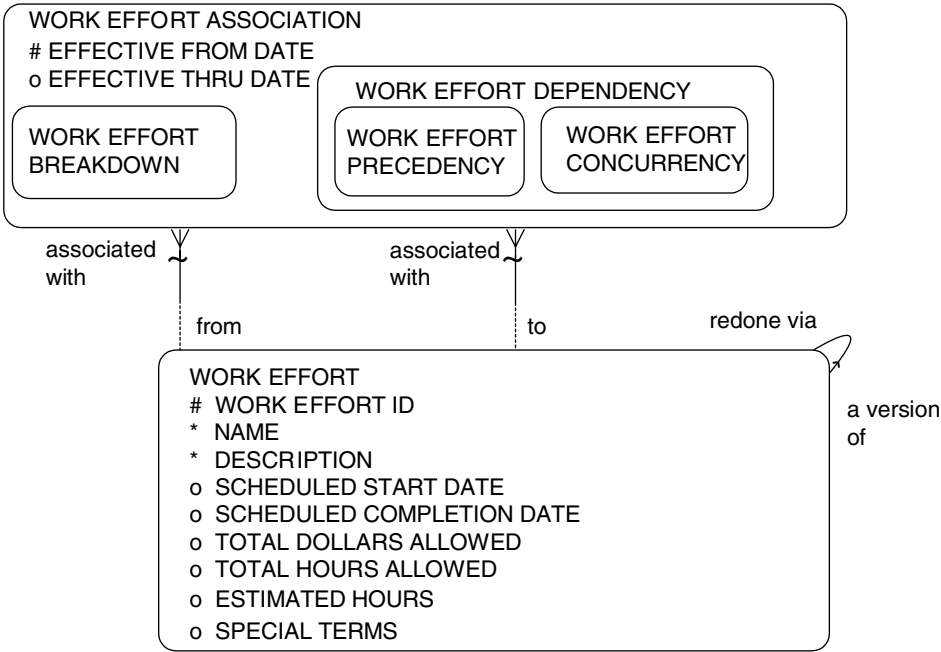 WORK EFFORT ASSOCIATION
# EFFECTIVE FROM DATE
o EFFECTIVE THRU DATE
WORK EFFORT DEPENDENCY
WORK EFFORT
BREAKDOWN
WORK EFFORT
PRECEDENCY
WORK EFFORT
CONCURRENCY
associated
with
associated
with
from
to
redone via
a version
of
WORK EFFORT
# WORK EFFORT ID
* NAME
* DESCRIPTION
o SCHEDULED START DATE
o SCHEDULED COMPLETION DATE
o TOTAL DOLLARS ALLOWED
o TOTAL HOURS ALLOWED
o ESTIMATED HOURS
o SPECIAL TERMS